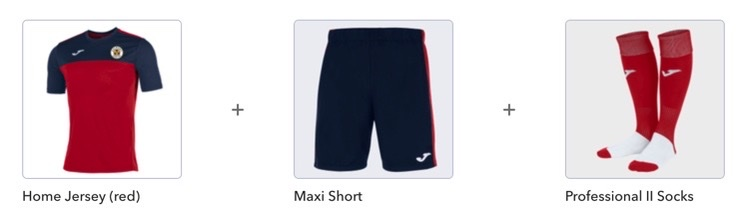 Home Jersey (red)
+
Maxi Short
+
Professional II Socks